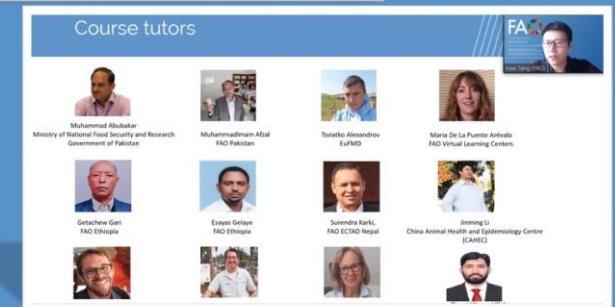 Course tutors
FAO
Hao Tang (FAO)
Muhammad Abubakar
Ministry of National Food Security and Research
Government of Pakistan
MuhammadImam Afzal
FAO Pakistan
Tsviatko Alexandrov
EuFMD
Maria De La Puente Arévalo
FAO Virtual Learning Centers
Getachew Gari
FAO Ethiopia
Esayas Gelaye
FAO Ethiopia
Surendra Karki,
FAO ECTAD Nepal
Jinming Li
China Animal Health and Epidemiology Centre
(CAHEC)